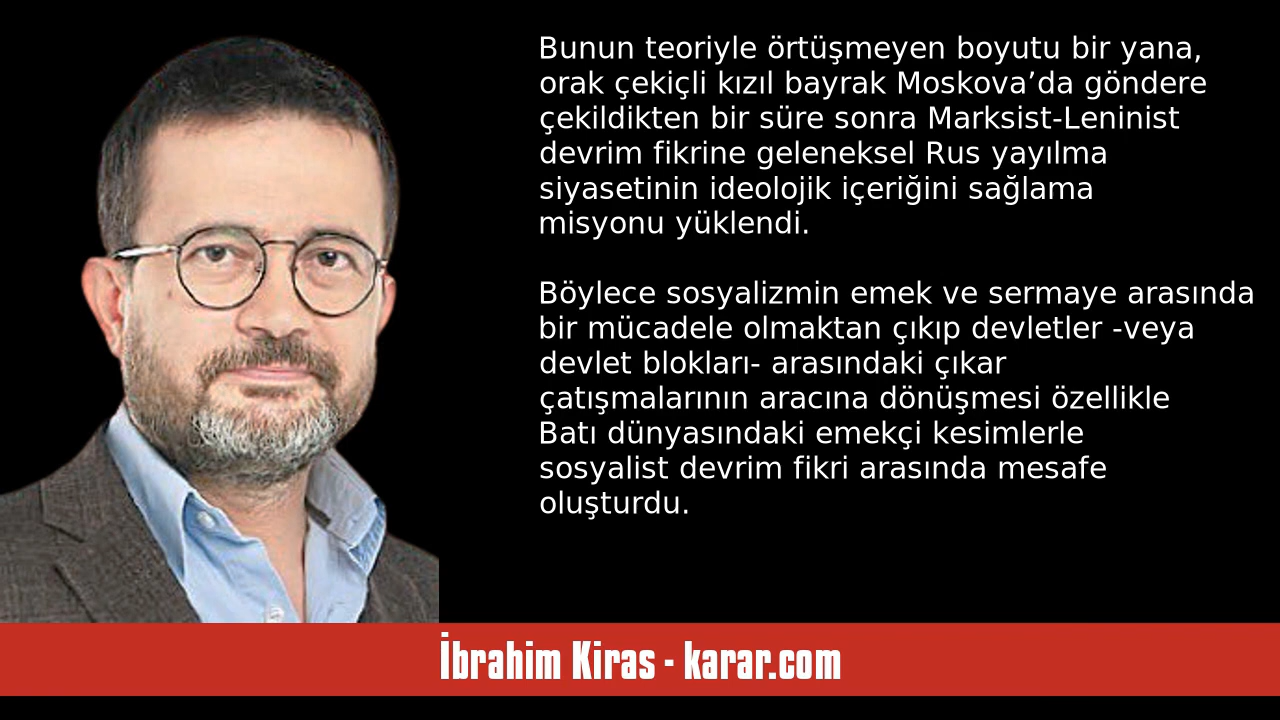 Bunun teoriyle örtüşmeyen boyutu bir yana,
orak çekiçli kızıl bayrak Moskova’da göndere
çekildikten bir süre sonra Marksist-Leninist
devrim fikrine geleneksel Rus yayılma
siyasetinin ideolojik içeriğini sağlama
misyonu yüklendi.
Böylece sosyalizmin emek ve sermaye arasında
bir mücadele olmaktan çıkıp devletler -veya
devlet blokları- arasındaki çıkar
çatışmalarının aracına dönüşmesi özellikle
Batı dünyasındaki emekçi kesimlerle
sosyalist devrim fikri arasında mesafe
oluşturdu.
İbrahim Kiras - karar.com